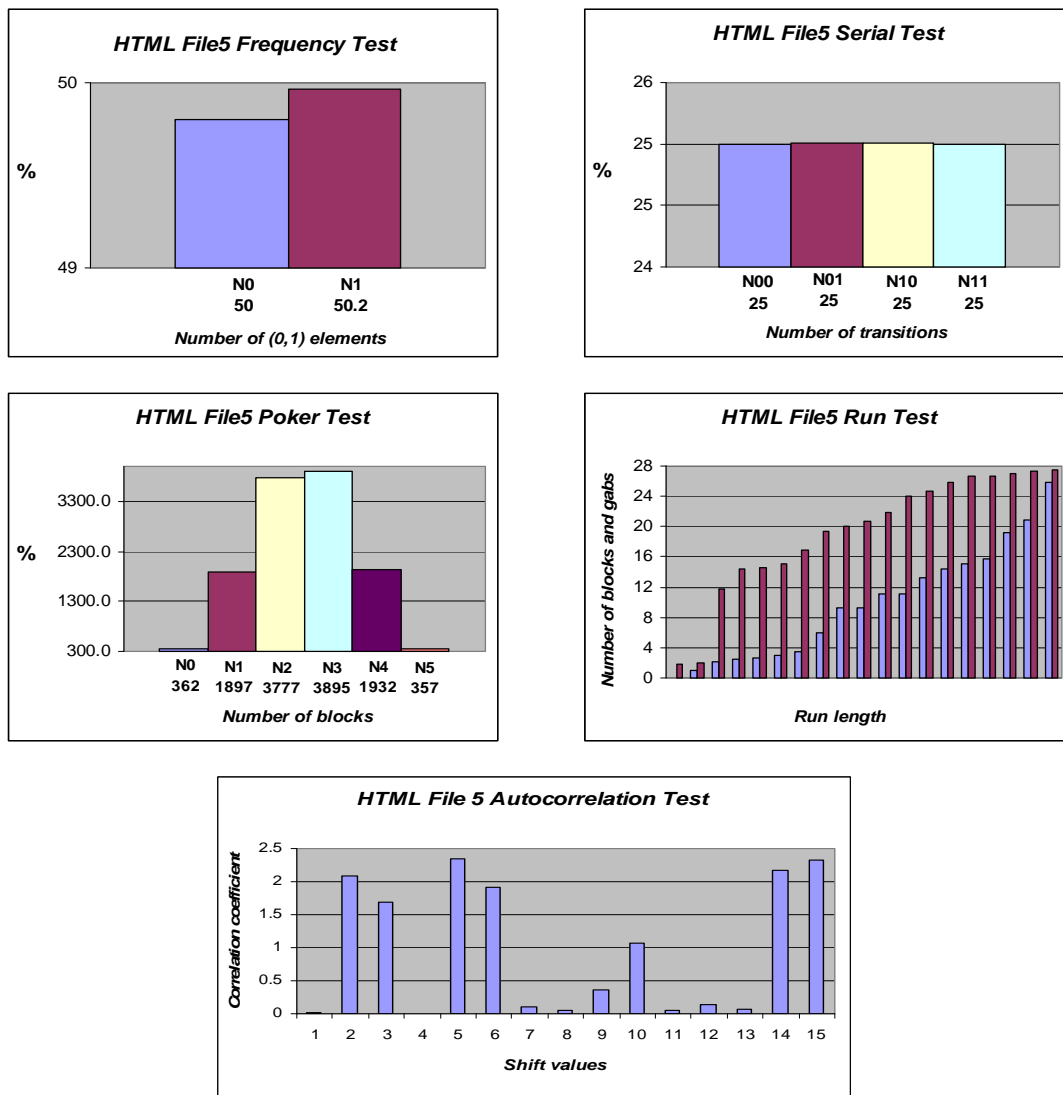 HTML File5 Frequency Test
50
%
49
N0 N1
50 50.2
Number of (0,1) elements
HTML File5 Serial Test
26
25
%
25
24
N00 N01 N10 N11
25 25 25 25
Number of transitions
HTML File5 Poker Test
3300.0
%
2300.0
1300.0
300.0
N0 N1 N2 N3 N4 N5
362 1897 3777 3895 1932 357
Number of blocks
HTML File5 Run Test
Number of blocks and gabs
28
24
20
16
12
8
4
0
Run length
HTML File 5 Autocorrelation Test
Correlation coefficient
2.5
2
1.5
1
0.5
0
1 2 3 4 5 6 7 8 9 10 11 12 13 14 15
Shift values